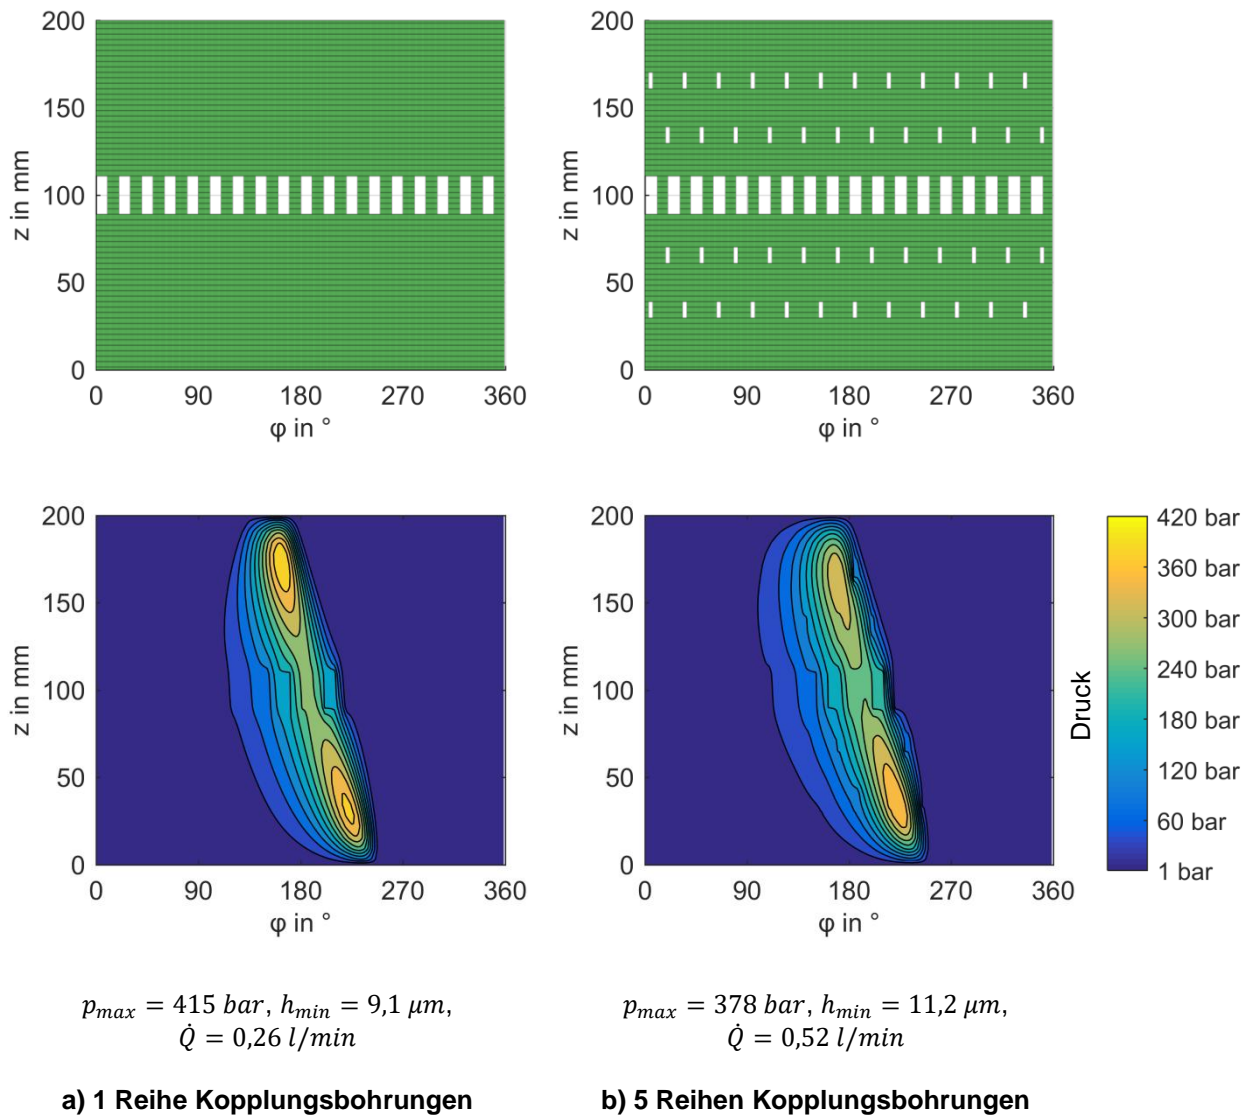 200
150
100
50
0
z in mm
0 90 180 270 360
φ in °
200
150
100
50
0
z in mm
0 90 180 270 360
φ in °
200
150
100
50
0
z in mm
0 90 180 270 360
φ in °
200
150
100
50
0
z in mm
0 90 180 270 360
φ in °
Druck
420 bar
360 bar
300 bar
240 bar
180 bar
120 bar
60 bar
1 bar
p_max = 415 bar, h_min = 9,1 μm,
Q̇ = 0,26 l/min
p_max = 378 bar, h_min = 11,2 μm,
Q̇ = 0,52 l/min
a) 1 Reihe Kopplungsbohrungen
b) 5 Reihen Kopplungsbohrungen